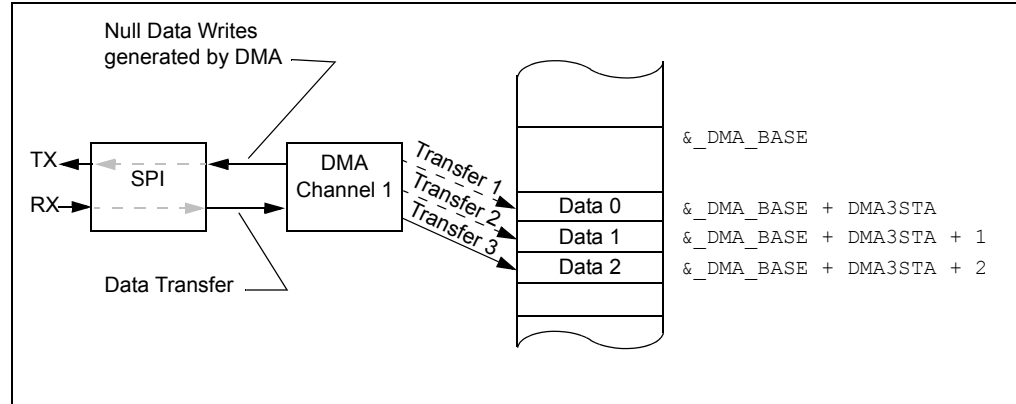 Null Data Writes
generated by DMA
&_DMA_BASE
TX
RX
SPI
DMA
Channel 1
Transfer 1
Transfer 2
Transfer 3
Data 0
&_DMA_BASE + DMA3STA
Data 1
&_DMA_BASE + DMA3STA + 1
Data 2
&_DMA_BASE + DMA3STA + 2
Data Transfer